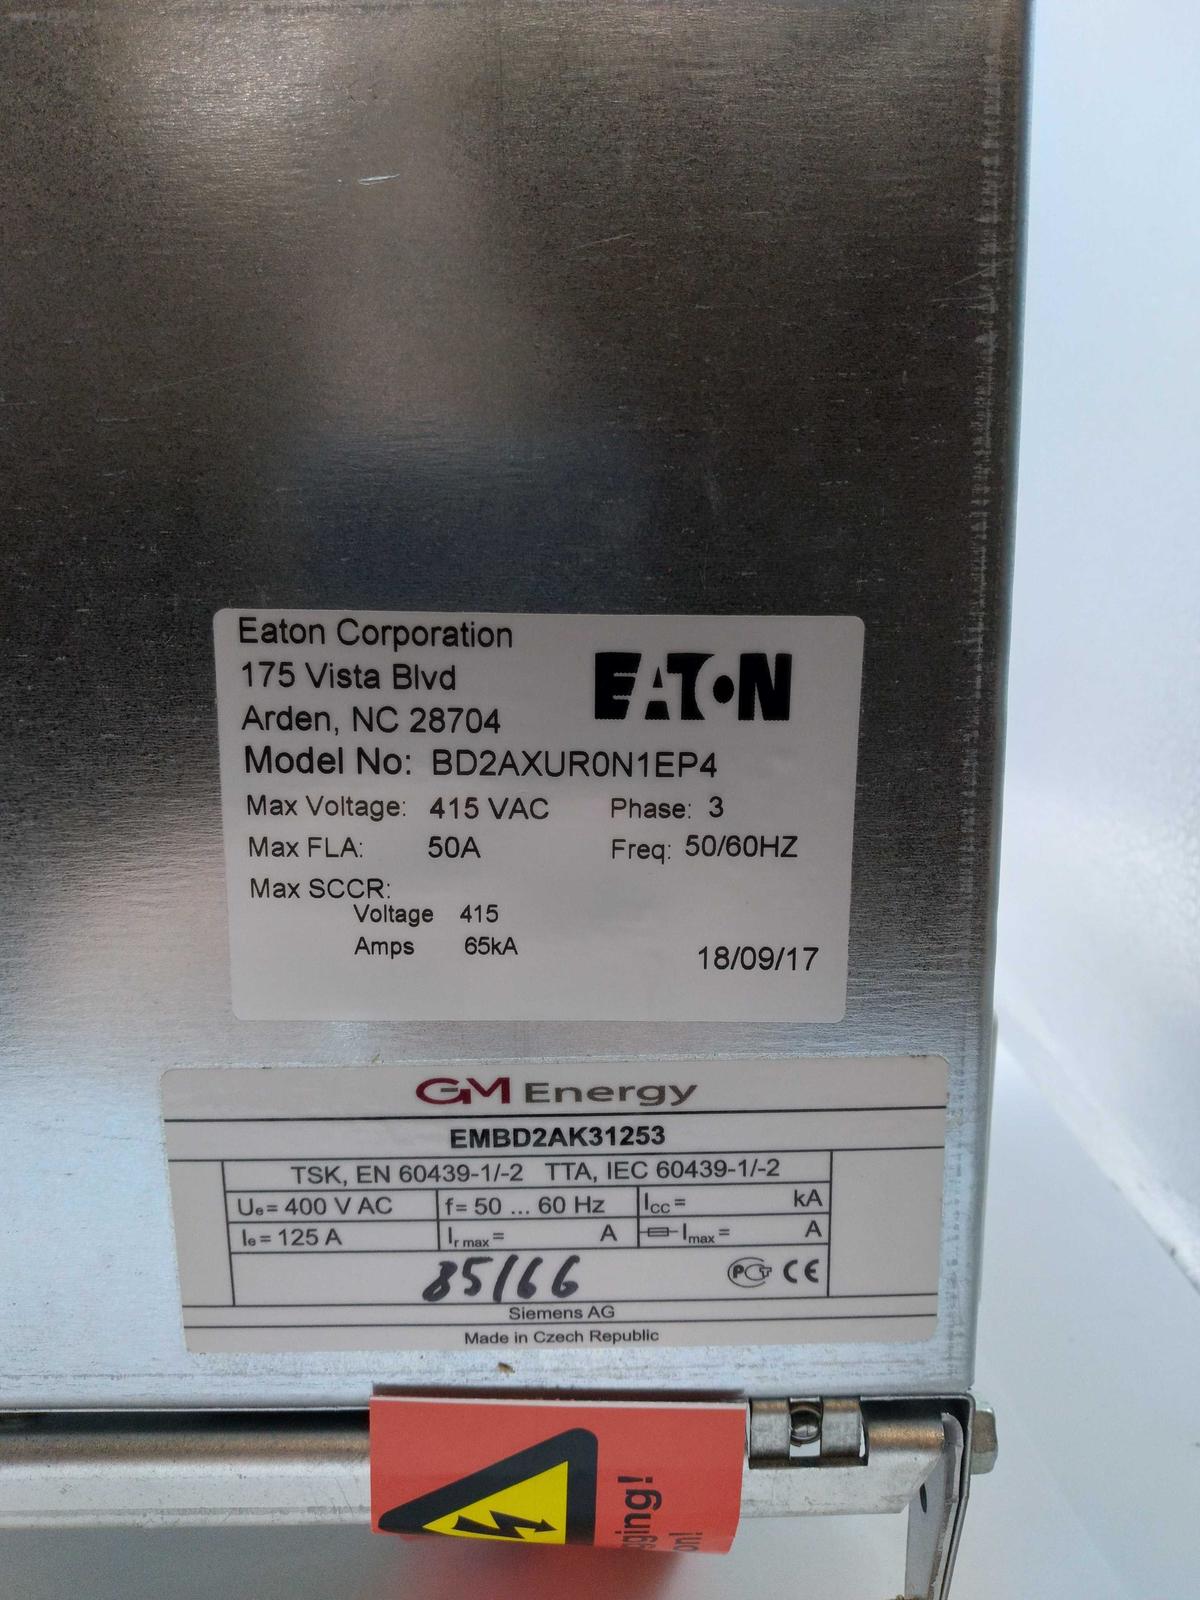 Eaton Corporation
175 Vista Blvd
Arden, NC 28704
EATON
Model No: BD2AXUR0N1EP4
Max Voltage: 415 VAC Phase: 3
Max FLA: 50A Freq: 50/60HZ
Max SCCR:
Voltage 415
Amps 65kA
18/09/17
GM Energy
EMBD2AK31253
TSK, EN 60439-1/-2 TTA, IEC 60439-1/-2
Ue= 400 V AC f= 50 ... 60 Hz Icc= kA
Ie= 125 A Ir max= A Imax= A
85/66 PCT CE
Siemens AG
Made in Czech Republic